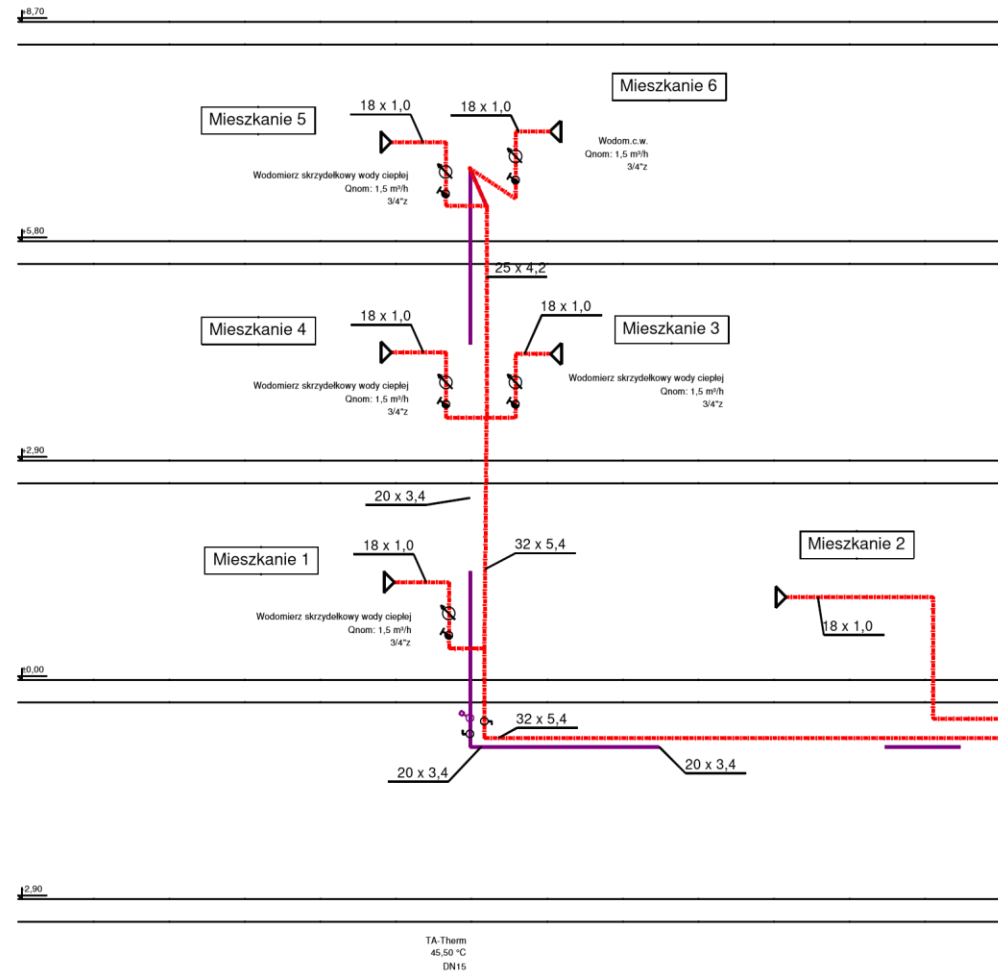 +8,70
Mieszkanie 6
18 x 1,0
18 x 1,0
Mieszkanie 5
Wodom.c.w.
Qnom: 1,5 m³/h
3/4"z
Wodomierz skrzydełkowy wody ciepłej
Qnom: 1,5 m³/h
3/4"z
+5,80
25 x 4,2
18 x 1,0
18 x 1,0
Mieszkanie 4
Mieszkanie 3
Wodomierz skrzydełkowy wody ciepłej
Qnom: 1,5 m³/h
3/4"z
Wodomierz skrzydełkowy wody ciepłej
Qnom: 1,5 m³/h
3/4"z
+2,90
20 x 3,4
18 x 1,0
32 x 5,4
Mieszkanie 1
Mieszkanie 2
Wodomierz skrzydełkowy wody ciepłej
Qnom: 1,5 m³/h
3/4"z
18 x 1,0
±0,00
32 x 5,4
20 x 3,4
20 x 3,4
-2,90
TA-Therm
45,50 °C
DN15